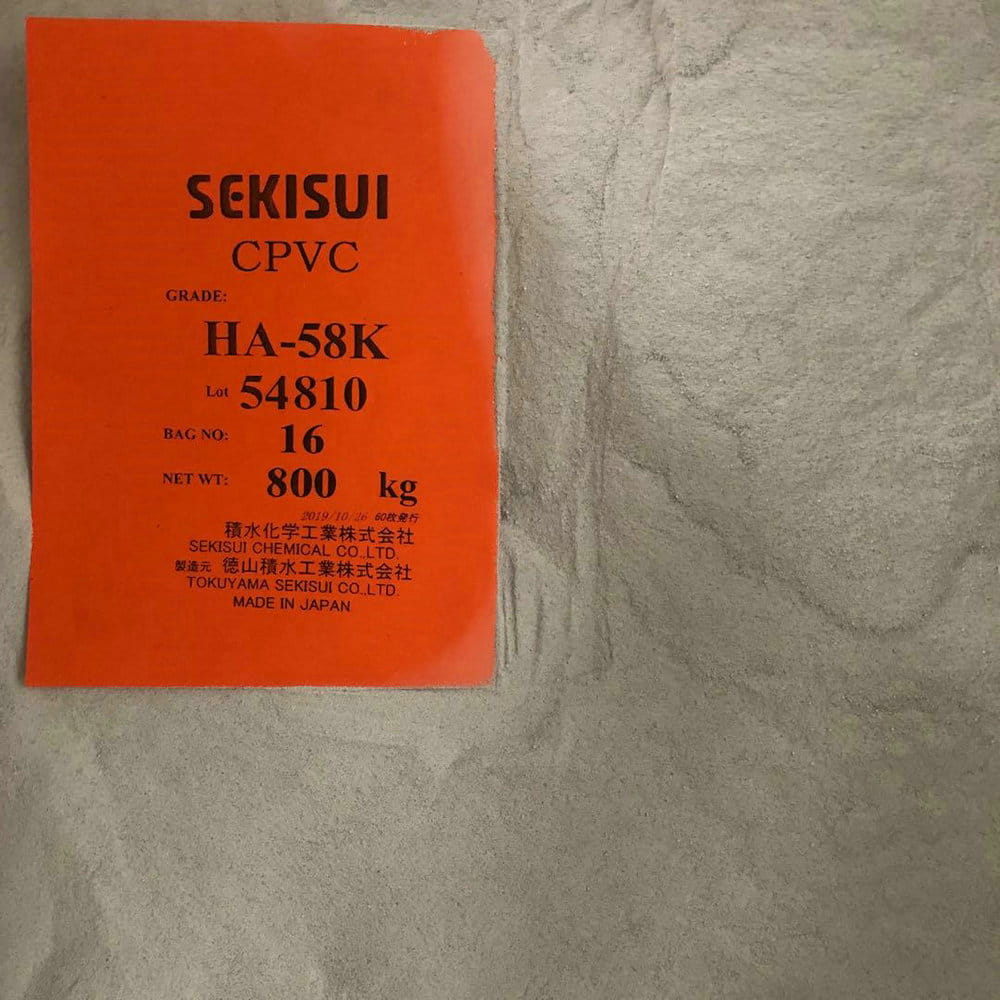 SEKISUI
CPVC
GRADE:
HA-58K
Lot 54810
BAG NO: 16
NET WT: 800 kg
2019/10/26 60枚発行
積水化学工業株式会社
SEKISUI CHEMICAL CO.,LTD.
製造元 徳山積水工業株式会社
TOKUYAMA SEKISUI CO.,LTD.
MADE IN JAPAN